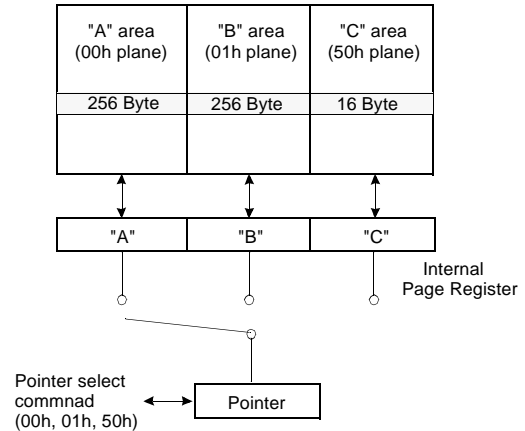 "A" area "B" area "C" area
(00h plane) (01h plane) (50h plane)
256 Byte 256 Byte 16 Byte
"A" "B" "C"
Internal
Page Register
Pointer select
commnad
(00h, 01h, 50h)
Pointer